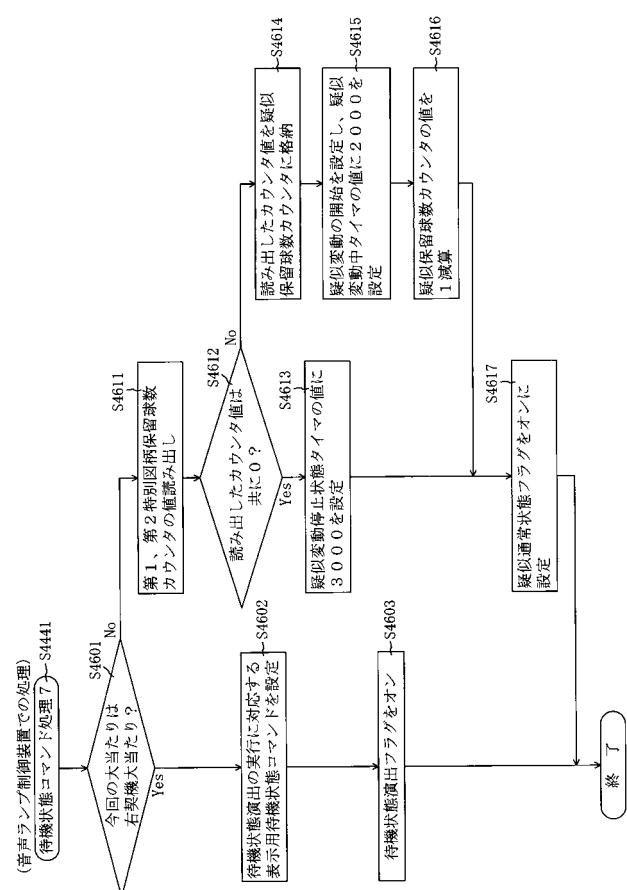 (音声ランプ制御装置での処理)
待機状態コマンド処理7
S4441
今回の大当たりは
右契機大当たり?
S4601
No
Yes
待機状態演出の実行に対応する
表示用待機状態コマンドを設定
S4602
待機状態演出フラグをオン
S4603
第1、第2特別図柄保留球数
カウンタの値読み出し
S4611
読み出したカウンタ値は
共に0?
S4612
No
Yes
疑似変動停止状態タイマの値に
3000を設定
S4613
読み出したカウンタ値を疑似
保留球数カウンタに格納
S4614
疑似変動の開始を設定し、疑似
変動中タイマの値に2000を
設定
S4615
疑似保留球数カウンタの値を
1減算
S4616
疑似通常状態フラグをオンに
設定
S4617
終了